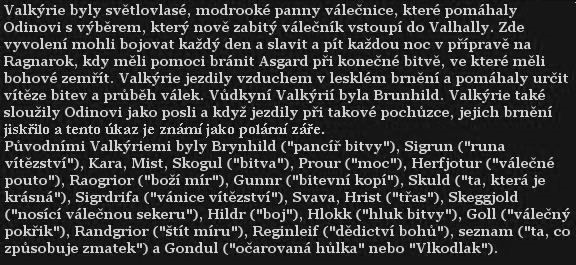 Valkýrie byly světlovlasé, modrooké panny válečnice, které pomáhaly
Odinovi s výběrem, který nově zabitý válečník vstoupí do Valhally. Zde
vyvolení mohli bojovat každý den a slavit a pít každou noc v přípravě na
Ragnarok, kdy měli pomoci bránit Asgard při konečné bitvě, ve které měli
bohové zemřít. Valkýrie jezdily vzduchem v lesklém brnění a pomáhaly určit
vítěze bitev a průběh válek. Vůdkyní Valkýrií byla Brunhild. Valkýrie také
sloužily Odinovi jako posli a když jezdily při takové pochůzce, jejich brnění
jiskřilo a tento úkaz je známí jako polární záře.
Původními Valkýriemi byly Brynhild ("pancíř bitvy"), Sigrun ("runa
vítězství"), Kara, Mist, Skogul ("bitva"), Prour ("moc"), Herfjotur ("válečné
pouto"), Raogrior ("boží mír"), Gunnr ("bitevní kopí"), Skuld ("ta, která je
krásná"), Sigrdrifa ("vánice vítězství"), Svava, Hrist ("třas"), Skeggjold
("nosící válečnou sekeru"), Hildr ("boj"), Hlokk ("hluk bitvy"), Goll ("válečný
pokřik"), Randgrior ("štít míru"), Reginleif ("dědictví bohů"), seznam ("ta, co
způsobuje zmatek") a Gondul ("očarovaná hůlka" nebo "Vlkodlak").